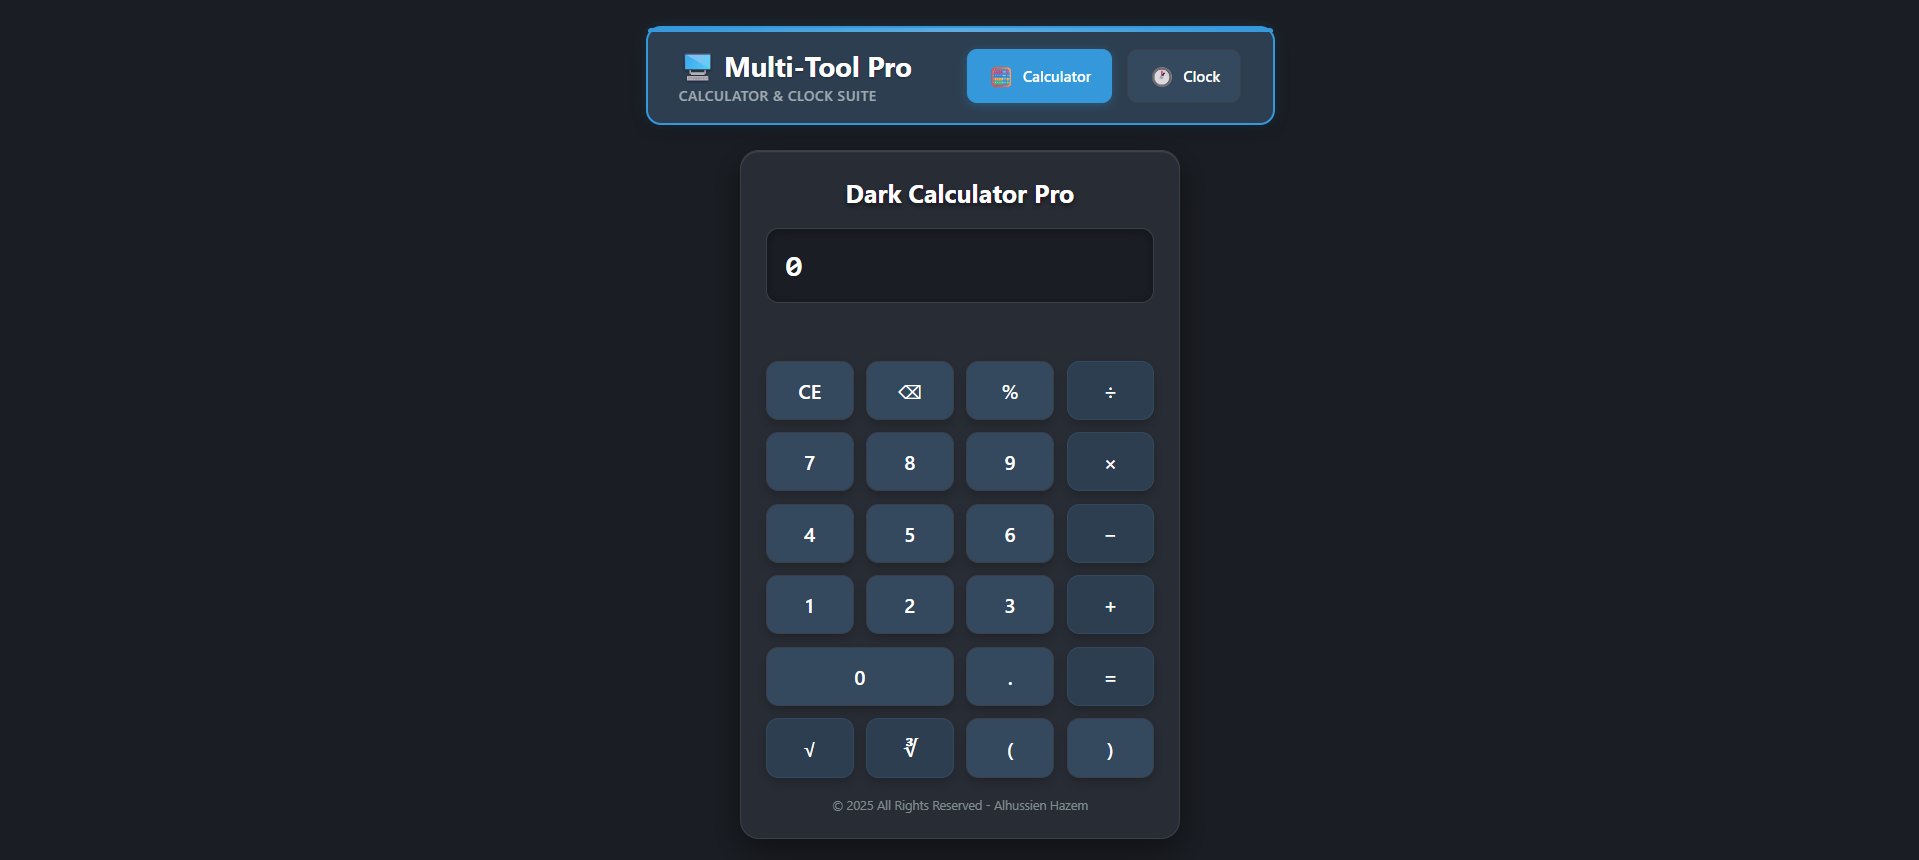 Multi-Tool Pro
CALCULATOR & CLOCK SUITE
Calculator
Clock
Dark Calculator Pro
0
CE ⌫ % ÷
7 8 9 ×
4 5 6 −
1 2 3 +
0 . =
√ ∛ ( )
© 2025 All Rights Reserved - Alhussien Hazem